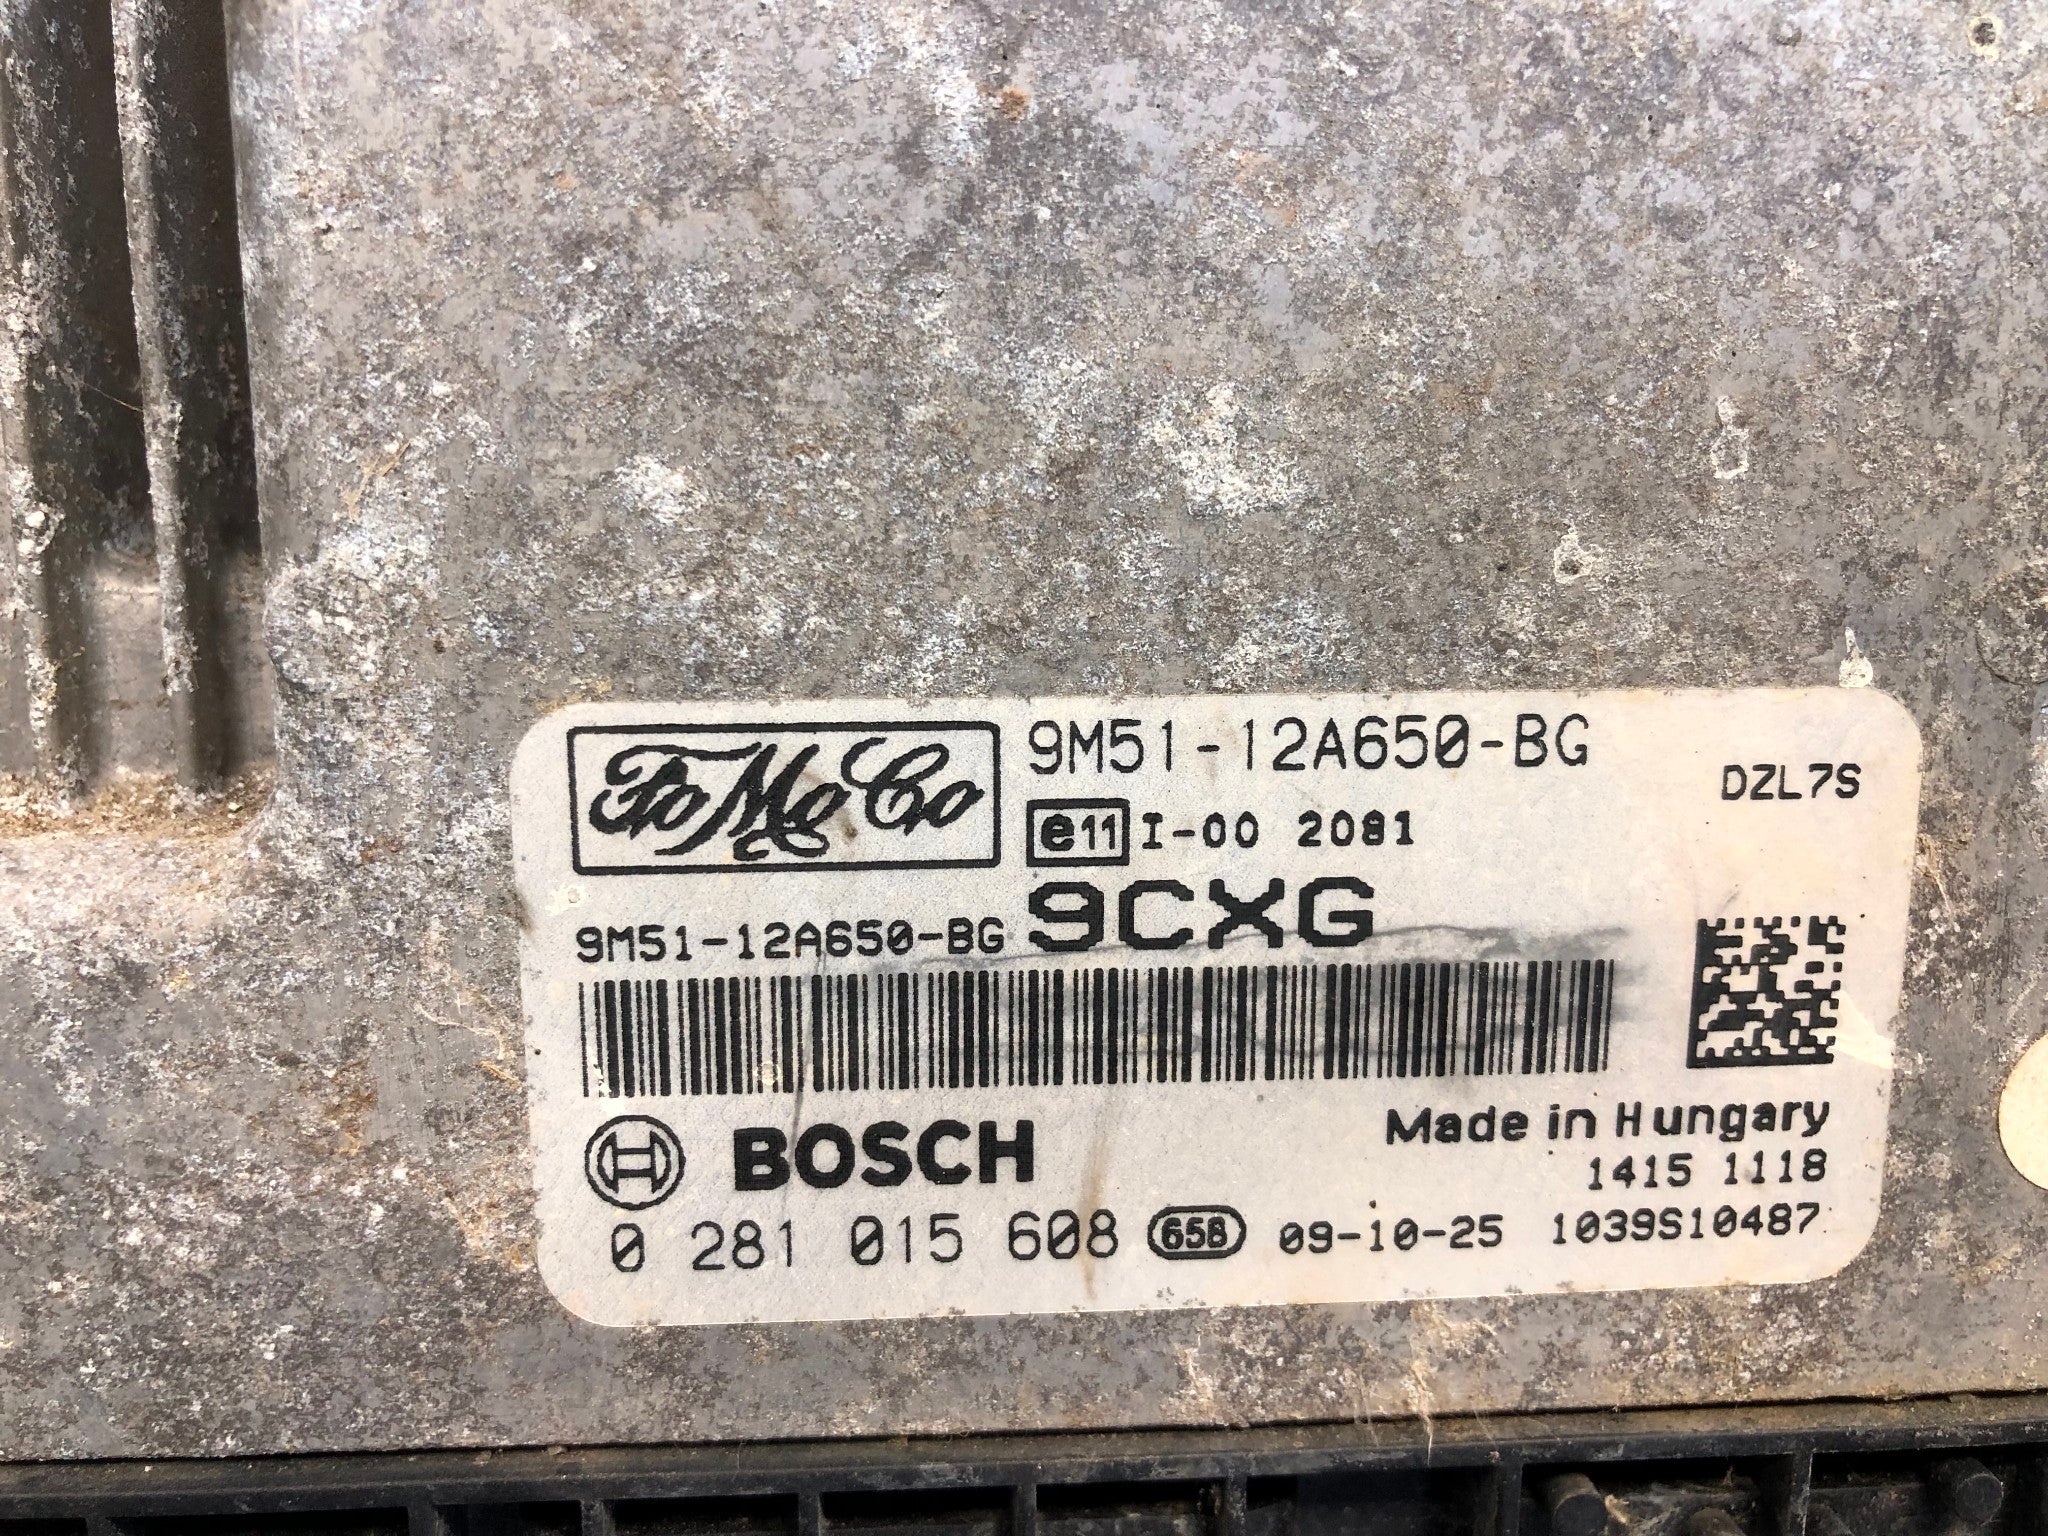 FoMoCo
9M51-12A650-BG
DZL7S
e11 I-00 2081
9CXG
9M51-12A650-BG
BOSCH
Made in Hungary
1415 1118
0 281 015 608 658 09-10-25 1039S10487